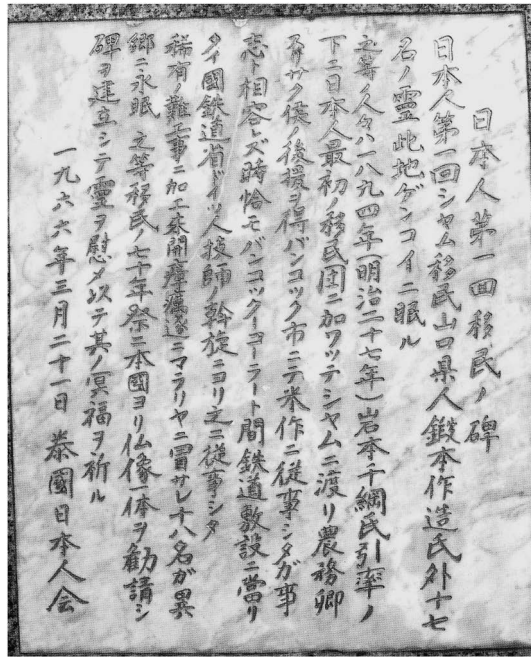 日本人第一回移民ノ碑
日本人第一回シャム移民山口県人鍛本作造氏外十七
名ノ霊此地ゲンコイニ眠ル
之等ノ人々ハ一八九四年(明治二十七年)岩本千綱氏引率ノ
下ニ日本人最初ノ移民団ニ加ワッテシャムニ渡リ農務卿
スリサク侯ノ後援ヲ得バンコック市ニテ米作ニ従事シタガ事
志ト相容レズ時恰モバンコックーコーラート間鉄道敷設ニ當リ
タイ國鉄道省ドイツ人技師ノ斡旋ニヨリ之ニ従事シタ
稀有ノ難工事ニ加エ未開瘴癘ニマラリヤニ冒サレ十八名ガ異
郷ニ永眠 之等移民ノ七十年祭ニ本國ヨリ仏像一体ヲ勧請シ
碑ヲ建立シテ霊ヲ慰メ以テ其ノ冥福ヲ祈ル
一九六六年三月二十一日 泰國日本人会